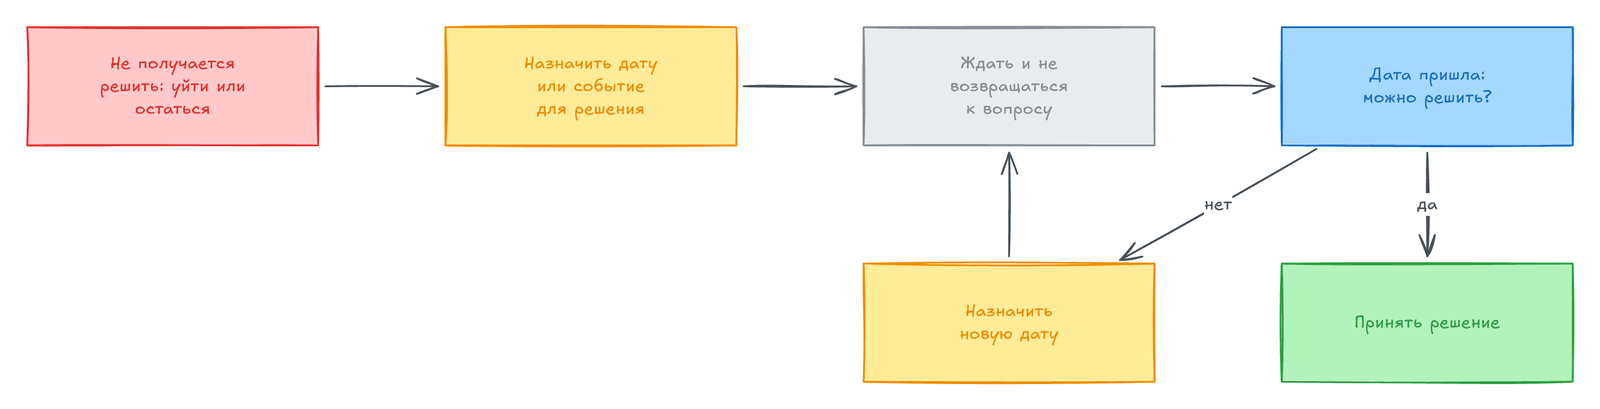 Не получается
решить: уйти или
остаться
Назначить дату
или событие
для решения
Ждать и не
возвращаться
к вопросу
Дата пришла:
можно решить?
нет
да
Назначить
новую дату
Принять решение